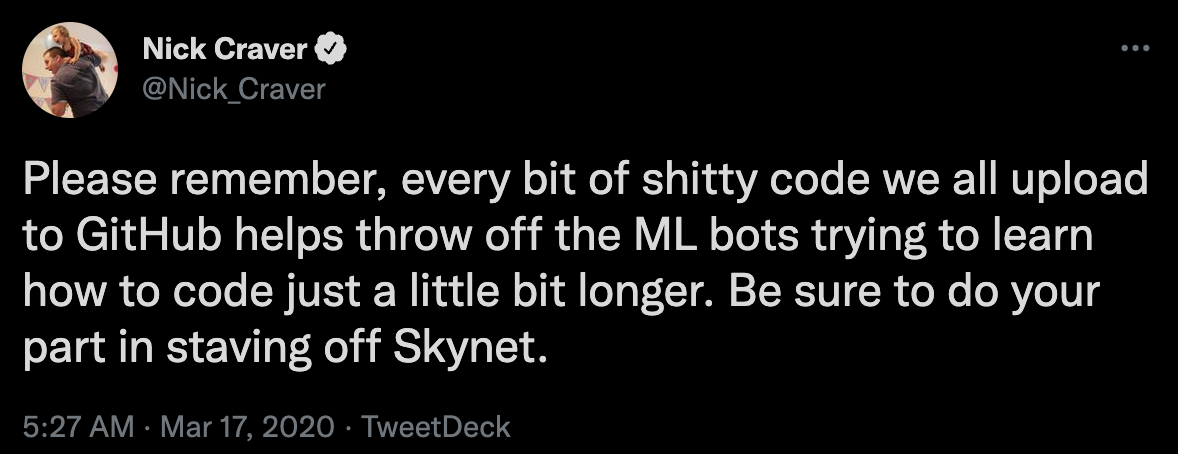 Nick Craver
@Nick_Craver
Please remember, every bit of shitty code we all upload
to GitHub helps throw off the ML bots trying to learn
how to code just a little bit longer. Be sure to do your
part in staving off Skynet.
5:27 AM · Mar 17, 2020 · TweetDeck